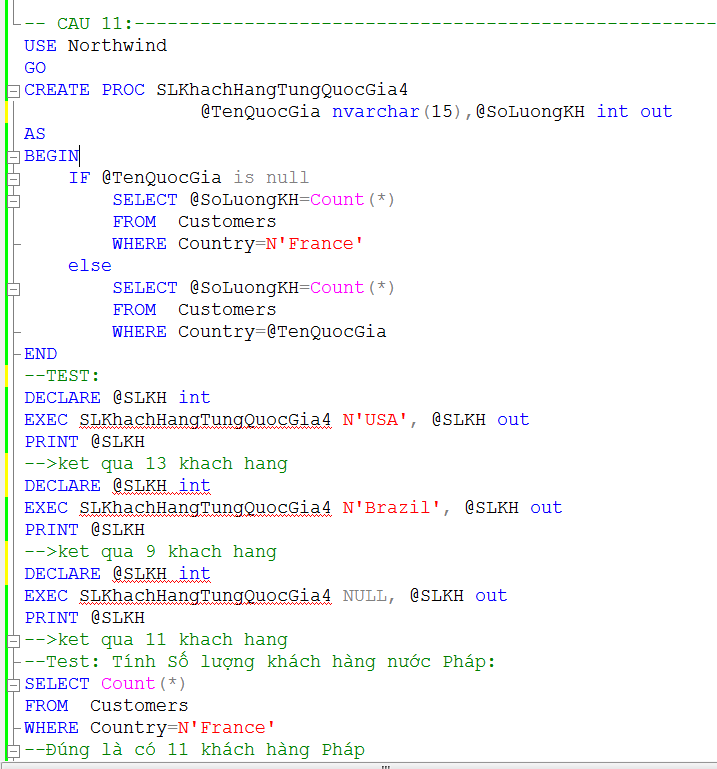 -- CAU 11:-----------------------------------------------------
USE Northwind
GO
CREATE PROC SLKhachHangTungQuocGia4
@TenQuocGia nvarchar(15),@SoLuongKH int out
AS
BEGIN
IF @TenQuocGia is null
SELECT @SoLuongKH=Count(*)
FROM  Customers
WHERE Country=N'France'
else
SELECT @SoLuongKH=Count(*)
FROM  Customers
WHERE Country=@TenQuocGia
END
--TEST:
DECLARE @SLKH int
EXEC SLKhachHangTungQuocGia4 N'USA', @SLKH out
PRINT @SLKH
-->ket qua 13 khach hang
DECLARE @SLKH int
EXEC SLKhachHangTungQuocGia4 N'Brazil', @SLKH out
PRINT @SLKH
-->ket qua 9 khach hang
DECLARE @SLKH int
EXEC SLKhachHangTungQuocGia4 NULL, @SLKH out
PRINT @SLKH
-->ket qua 11 khach hang
--Test: Tính Số lượng khách hàng nước Pháp:
SELECT Count(*)
FROM  Customers
WHERE Country=N'France'
--Đúng là có 11 khách hàng Pháp